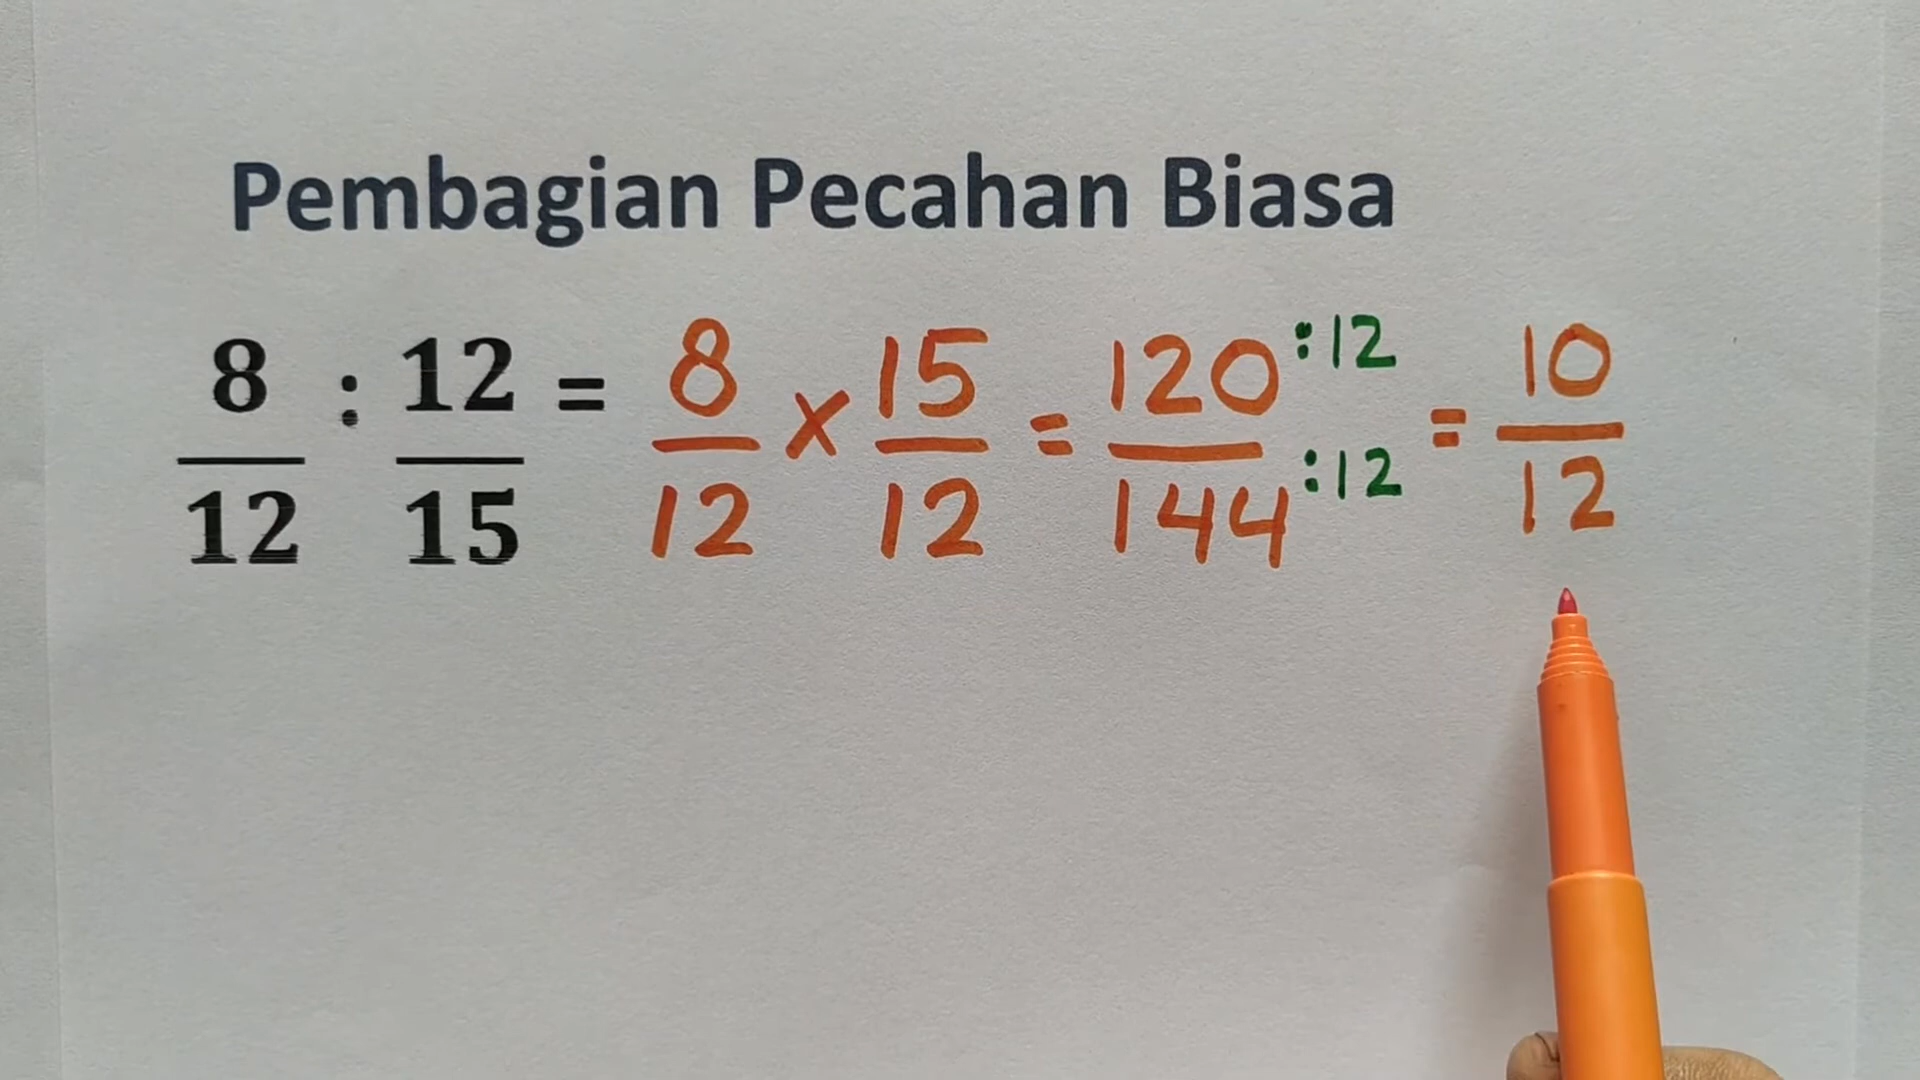 Pembagian Pecahan Biasa
8/12 : 12/15 = 8/12 × 15/12 = 120:12/144:12 = 10/12